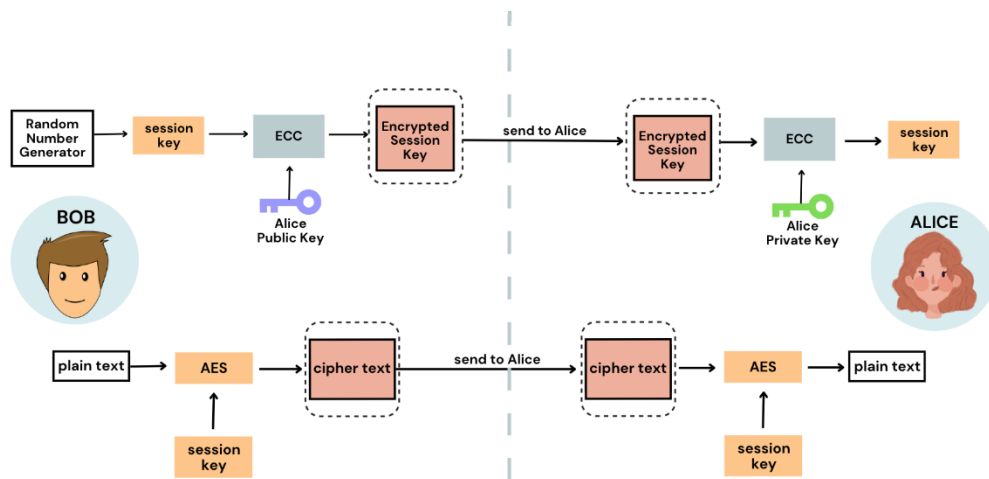 Random
Number
Generator
session
key
ECC
Encrypted
Session
Key
send to Alice
Encrypted
Session
Key
ECC
session
key
Alice
Public Key
Alice
Private Key
BOB
ALICE
plain text
AES
cipher text
send to Alice
cipher text
AES
plain text
session
key
session
key